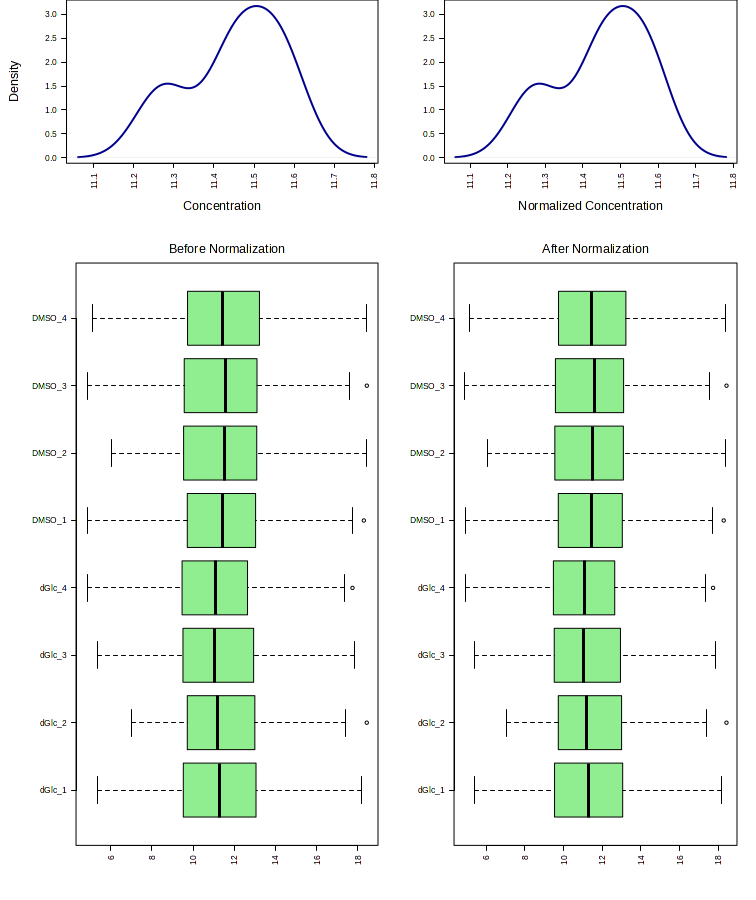 3.0
2.5
2.0
1.5
1.0
0.5
0.0
Density
11.1
11.2
11.3
11.4
11.5
11.6
11.7
11.8
Concentration
3.0
2.5
2.0
1.5
1.0
0.5
0.0
11.1
11.2
11.3
11.4
11.5
11.6
11.7
11.8
Normalized Concentration
Before Normalization
DMSO_4
DMSO_3
DMSO_2
DMSO_1
dGlc_4
dGlc_3
dGlc_2
dGlc_1
6
8
10
12
14
16
18
After Normalization
DMSO_4
DMSO_3
DMSO_2
DMSO_1
dGlc_4
dGlc_3
dGlc_2
dGlc_1
6
8
10
12
14
16
18